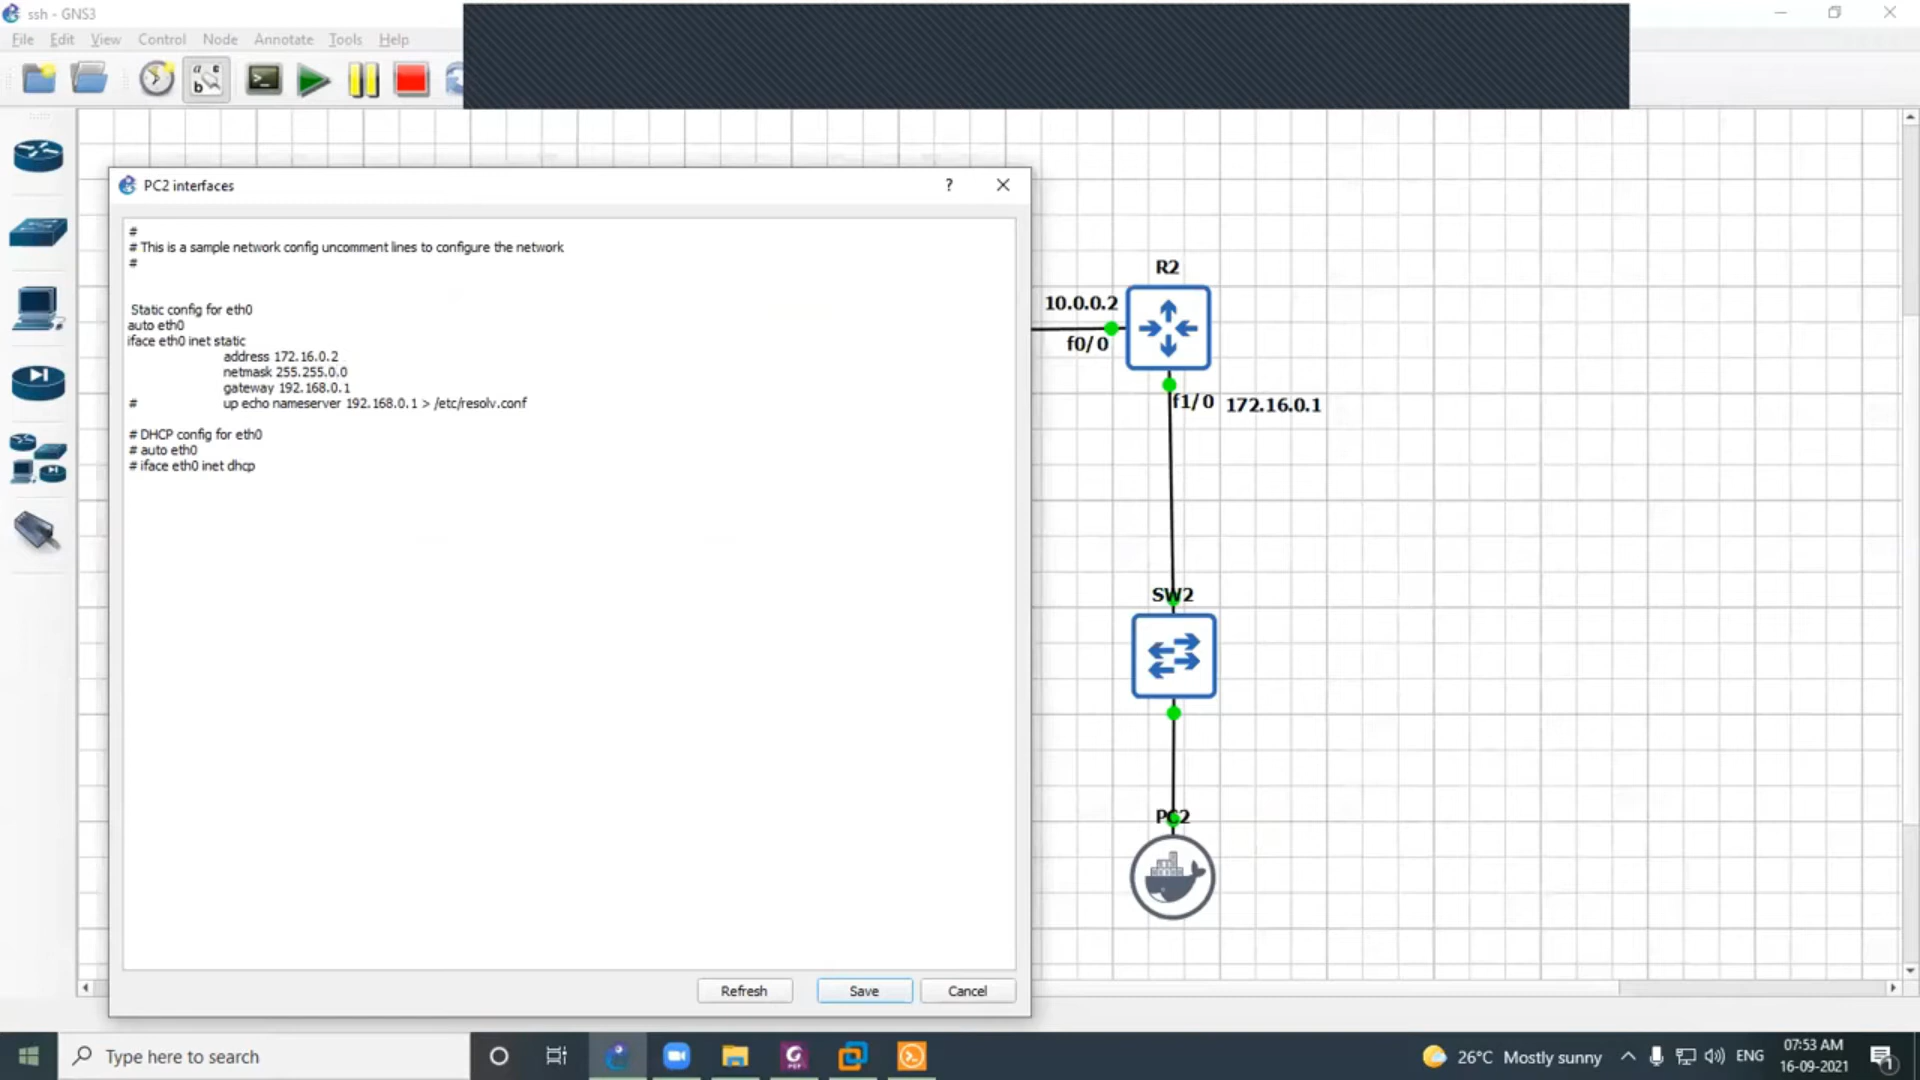 ssh - GNS3
File Edit View Control Node Annotate Tools Help
PC2 interfaces
?
#
# This is a sample network config uncomment lines to configure the network
#
Static config for eth0
auto eth0
iface eth0 inet static
address 172.16.0.2
netmask 255.255.0.0
gateway 192.168.0.1
# up echo nameserver 192.168.0.1 > /etc/resolv.conf
# DHCP config for eth0
# auto eth0
# iface eth0 inet dhcp
Refresh Save Cancel
R2
10.0.0.2
f0/0
f1/0 172.16.0.1
SW2
PC2
Type here to search
26°C Mostly sunny
ENG
07:53 AM
16-09-2021
1